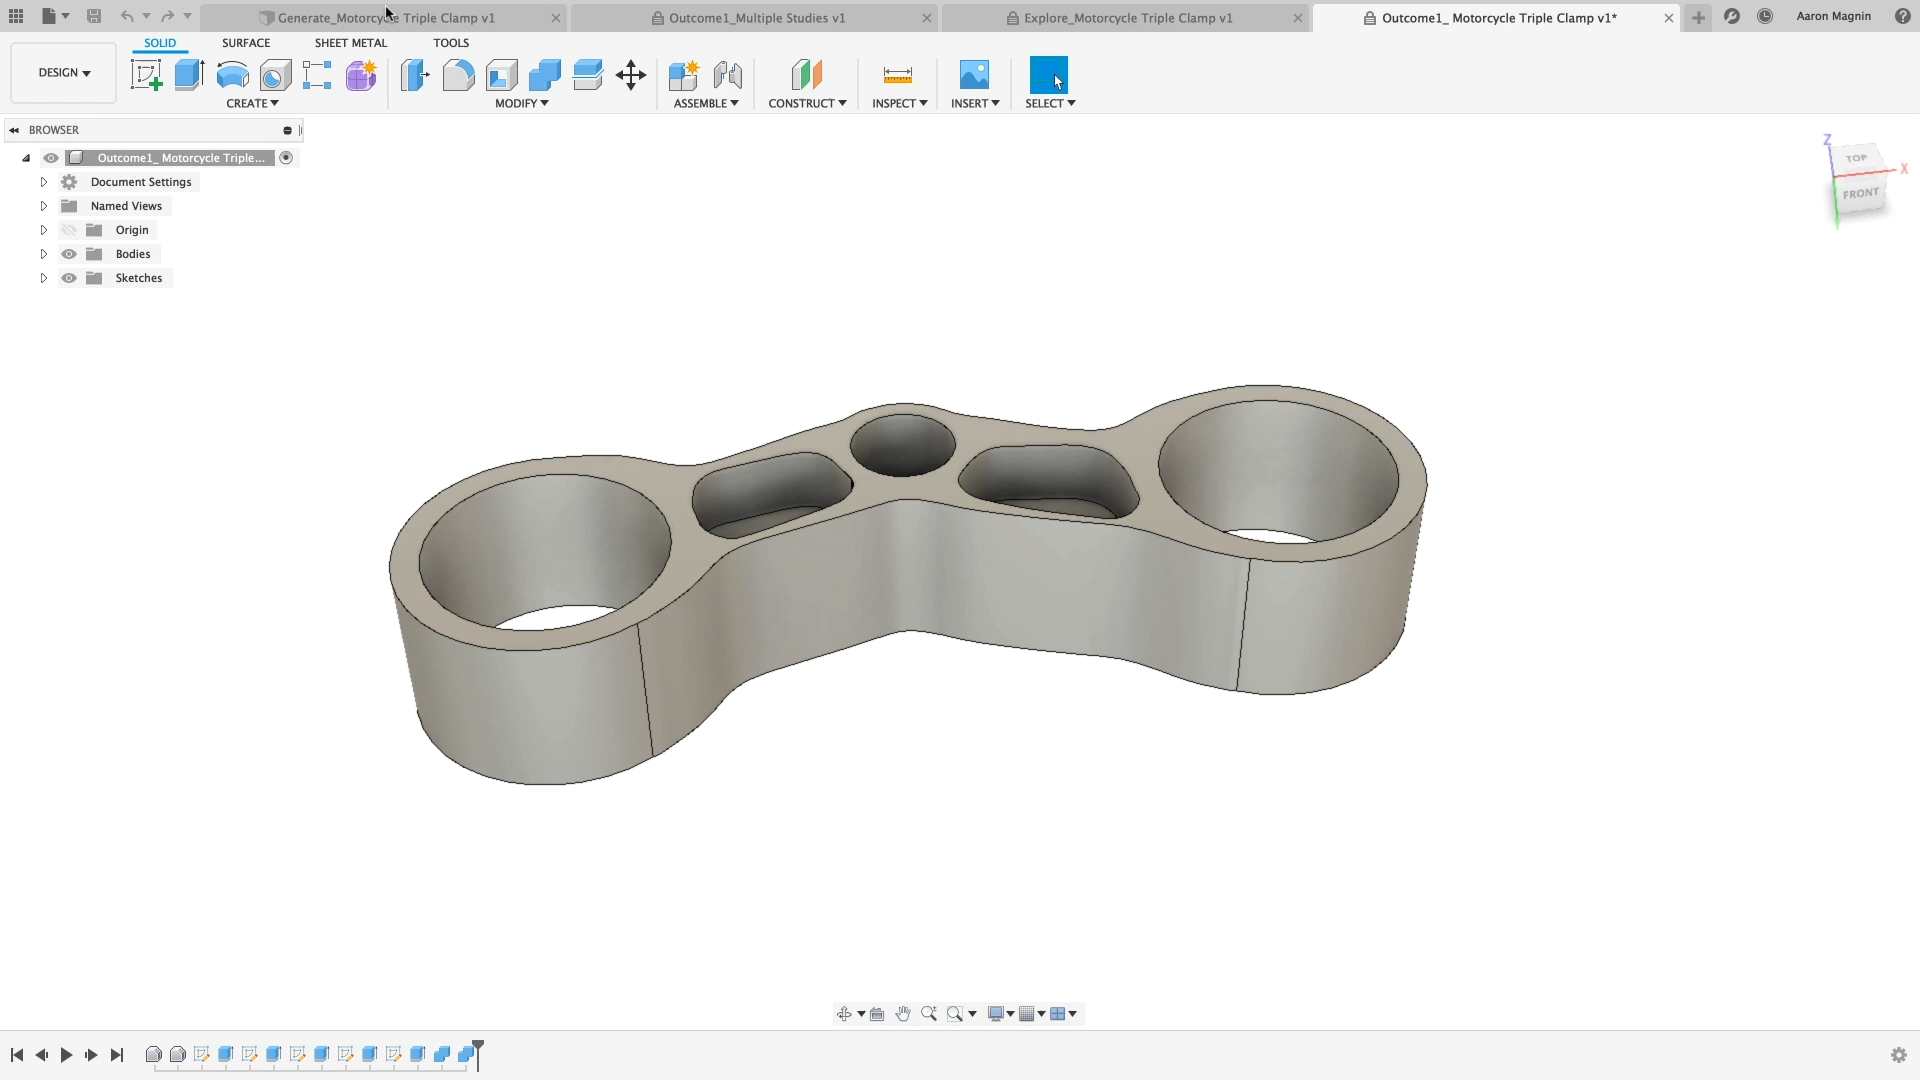 Generate_Motorcycle Triple Clamp v1
Outcome1_Multiple Studies v1
Explore_Motorcycle Triple Clamp v1
Outcome1_ Motorcycle Triple Clamp v1*
Aaron Magnin
SOLID SURFACE SHEET METAL TOOLS
DESIGN
CREATE MODIFY ASSEMBLE CONSTRUCT INSPECT INSERT SELECT
BROWSER
Outcome1_ Motorcycle Triple...
Document Settings
Named Views
Origin
Bodies
Sketches
Z
TOP
X
FRONT